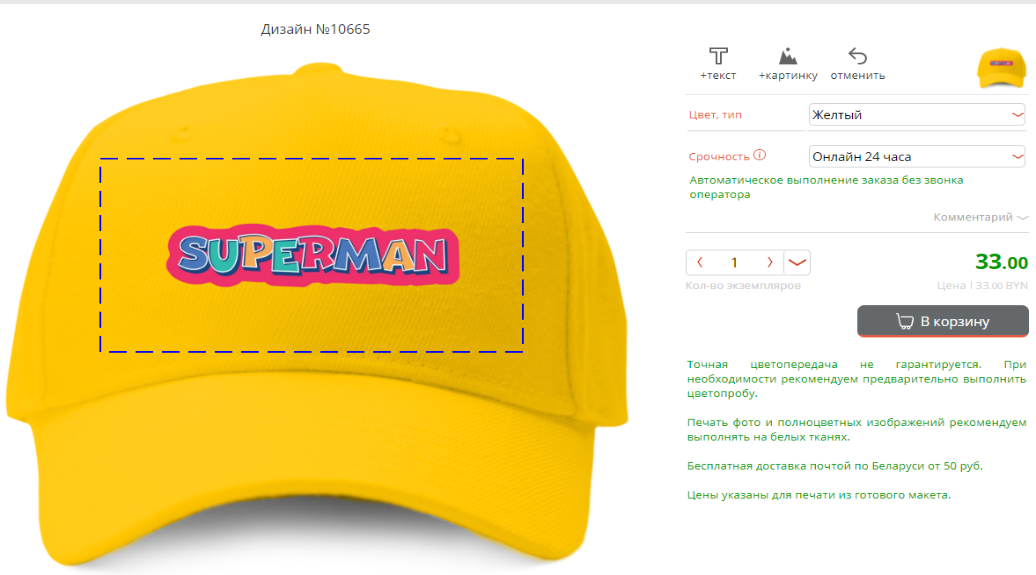 Дизайн №10665
+текст
+картинку
отменить
Цвет, тип
Желтый
Срочность
Онлайн 24 часа
Автоматическое выполнение заказа без звонка
оператора
Комментарий
SUPERMAN
1
33.00
Кол-во экземпляров
Цена | 33.00 BYN
В корзину
Точная цветопередача не гарантируется. При
необходимости рекомендуем предварительно выполнить
цветопробу.
Печать фото и полноцветных изображений рекомендуем
выполнять на белых тканях.
Бесплатная доставка почтой по Беларуси от 50 руб.
Цены указаны для печати из готового макета.